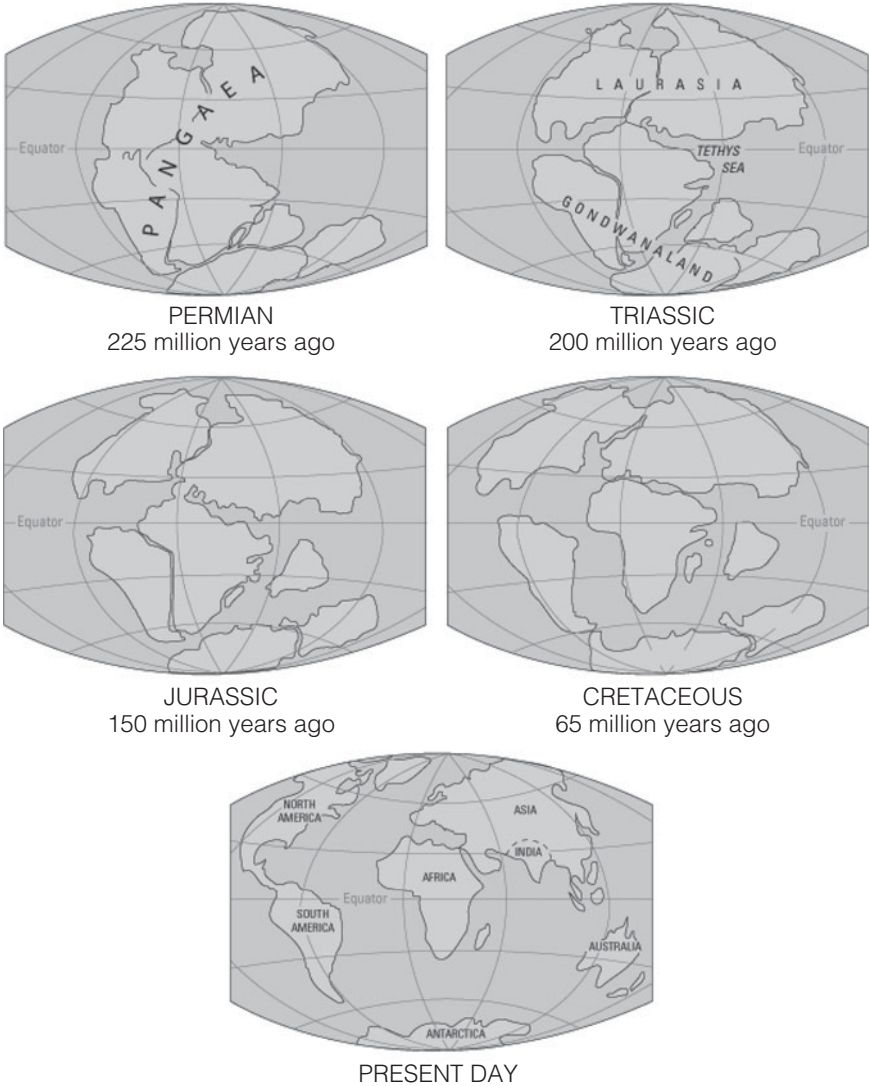 PANGAEA
Equator
PERMIAN
225 million years ago
LAURASIA
TETHYS
SEA
Equator
GONDWANALAND
TRIASSIC
200 million years ago
Equator
JURASSIC
150 million years ago
Equator
CRETACEOUS
65 million years ago
NORTH
AMERICA
ASIA
INDIA
AFRICA
Equator
SOUTH
AMERICA
AUSTRALIA
ANTARCTICA
PRESENT DAY